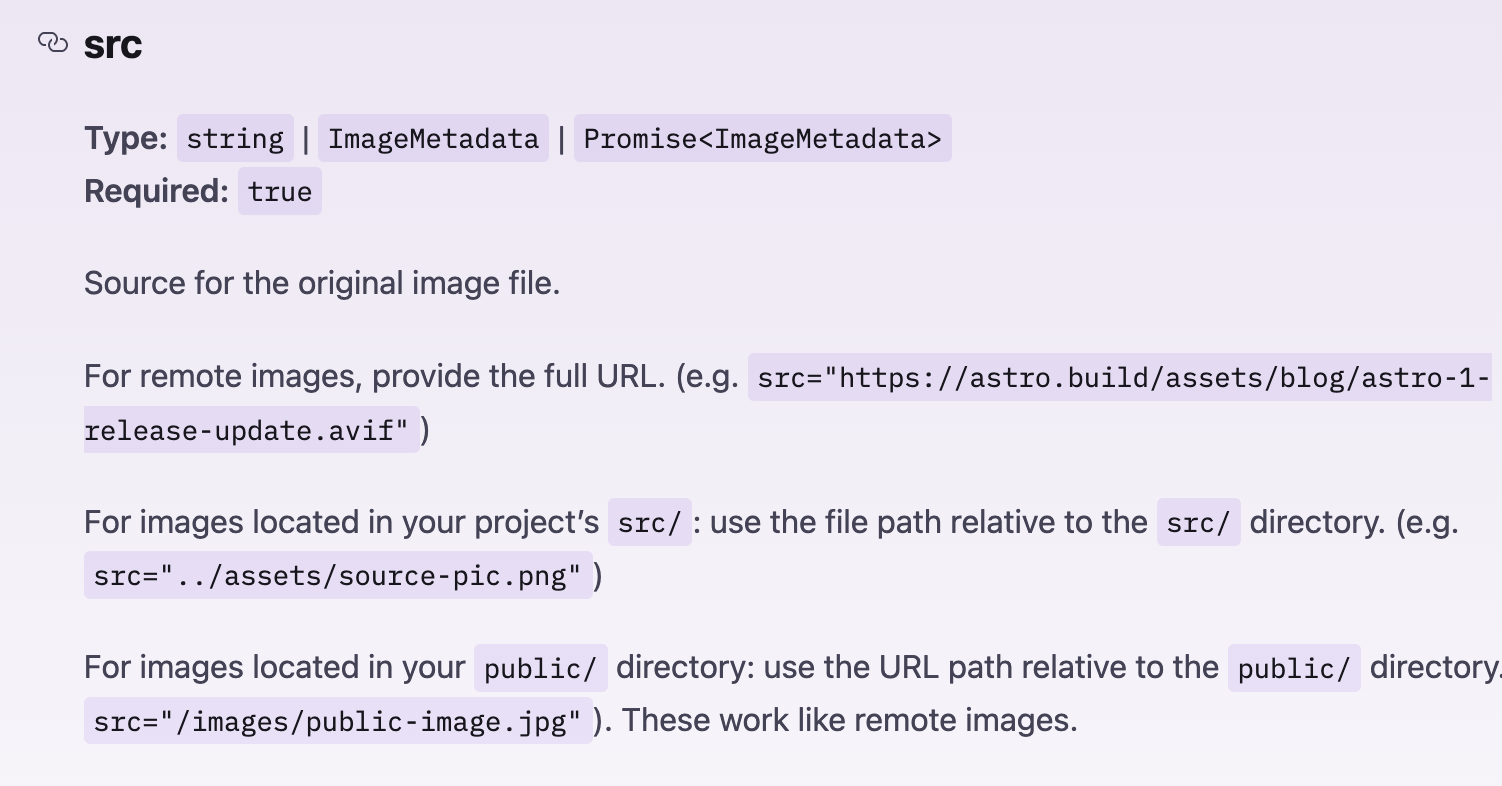 src
Type: string | ImageMetadata | Promise<ImageMetadata>
Required: true
Source for the original image file.
For remote images, provide the full URL. (e.g. src="https://astro.build/assets/blog/astro-1-
release-update.avif")
For images located in your project’s src/: use the file path relative to the src/ directory. (e.g.
src="../assets/source-pic.png")
For images located in your public/ directory: use the URL path relative to the public/ directory.
src="/images/public-image.jpg"). These work like remote images.